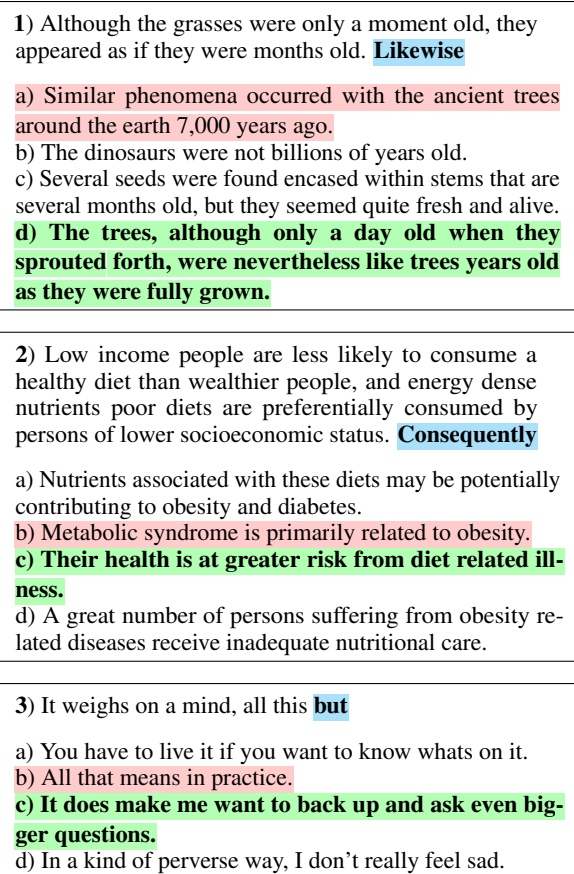 1) Although the grasses were only a moment old, they
appeared as if they were months old. Likewise
a) Similar phenomena occurred with the ancient trees
around the earth 7,000 years ago.
b) The dinosaurs were not billions of years old.
c) Several seeds were found encased within stems that are
several months old, but they seemed quite fresh and alive.
d) The trees, although only a day old when they
sprouted forth, were nevertheless like trees years old
as they were fully grown.
2) Low income people are less likely to consume a
healthy diet than wealthier people, and energy dense
nutrients poor diets are preferentially consumed by
persons of lower socioeconomic status. Consequently
a) Nutrients associated with these diets may be potentially
contributing to obesity and diabetes.
b) Metabolic syndrome is primarily related to obesity.
c) Their health is at greater risk from diet related ill-
ness.
d) A great number of persons suffering from obesity re-
lated diseases receive inadequate nutritional care.
3) It weighs on a mind, all this but
a) You have to live it if you want to know whats on it.
b) All that means in practice.
c) It does make me want to back up and ask even big-
ger questions.
d) In a kind of perverse way, I don't really feel sad.